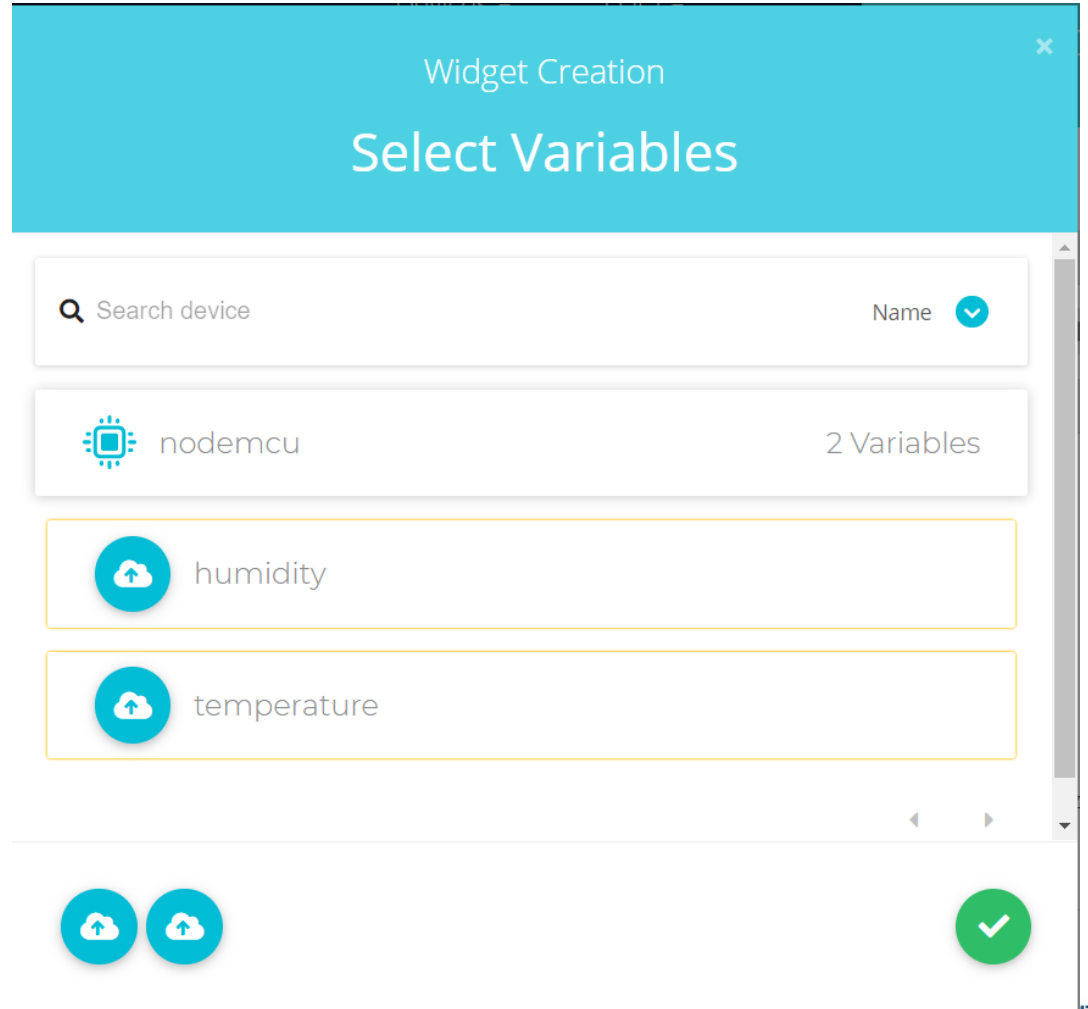 Widget Creation
Select Variables
Search device
Name
nodemcu
2 Variables
humidity
temperature